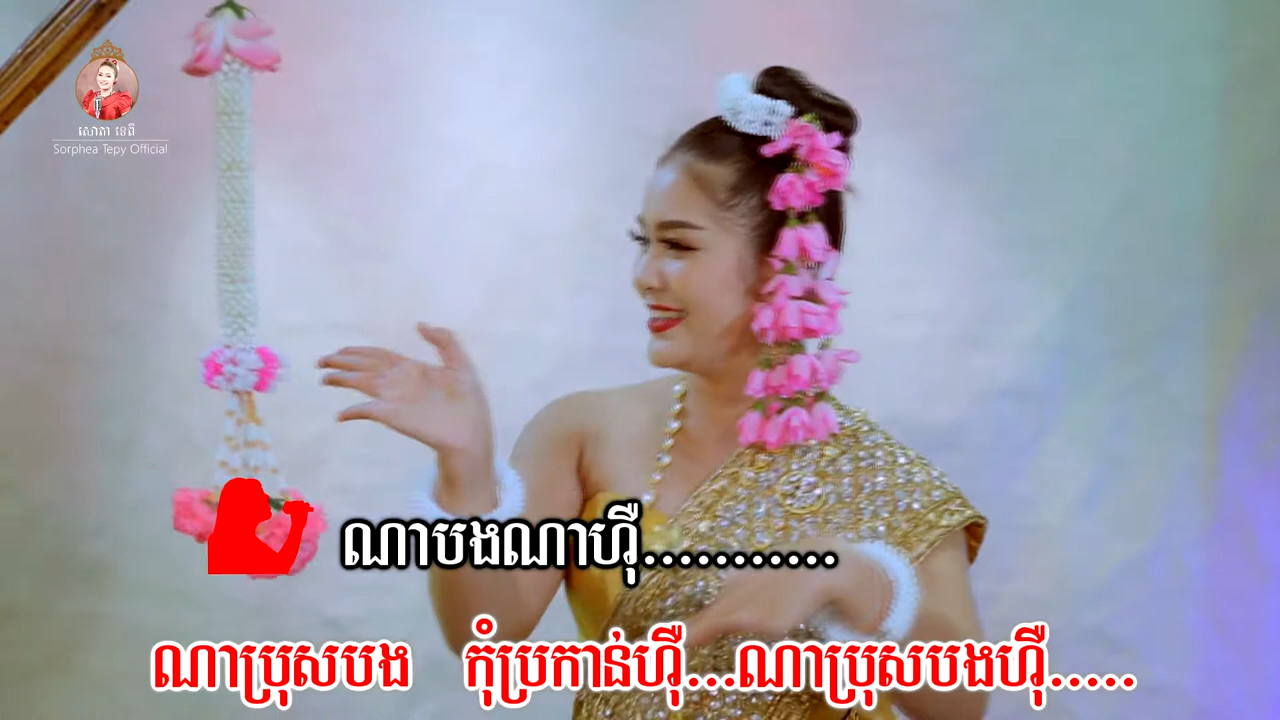 សោភា ទេពី
Sorphea Tepy Official
ណាបងណាហ៊ឺ...........
ណាប្រុសបង កុំប្រកាន់ហ៊ឺ...ណាប្រុសបងហ៊ឺ.....